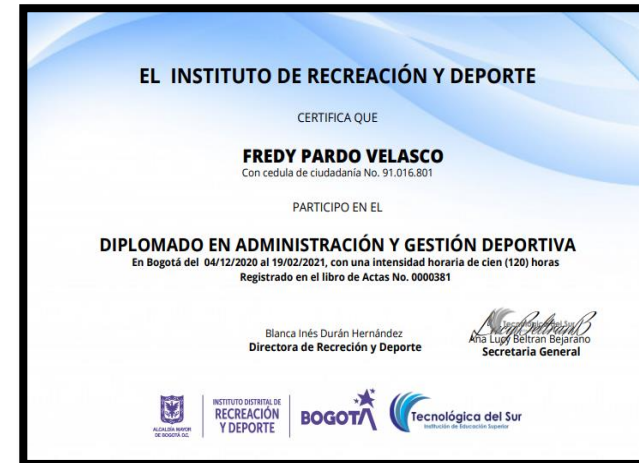 EL INSTITUTO DE RECREACIÓN Y DEPORTE
CERTIFICA QUE
FREDY PARDO VELASCO
Con cedula de ciudadanía No. 91.016.801
PARTICIPO EN EL
DIPLOMADO EN ADMINISTRACIÓN Y GESTIÓN DEPORTIVA
En Bogotá del 04/12/2020 al 19/02/2021, con una intensidad horaria de cien (120) horas
Registrado en el libro de Actas No. 0000381
Blanca Inés Durán Hernández
Directora de Recreción y Deporte
Tecnológica del Sur
Ana Lucy Beltran Bejarano
Secretaria General
ALCALDÍA MAYOR
DE BOGOTÁ D.C.
INSTITUTO DISTRITAL DE
RECREACIÓN
Y DEPORTE
BOGOTÁ
Tecnológica del Sur
Institución de Educación Superior